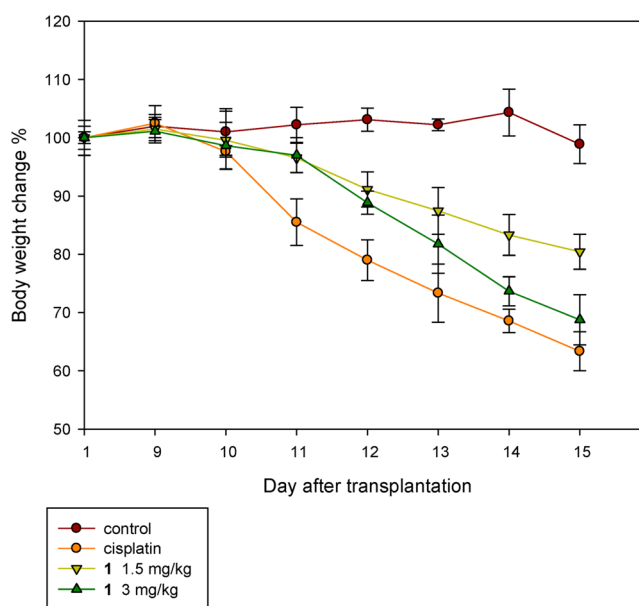 120
110
100
90
80
70
60
50
Body weight change %
1 9 10 11 12 13 14 15
Day after transplantation
control
cisplatin
1 1.5 mg/kg
1 3 mg/kg